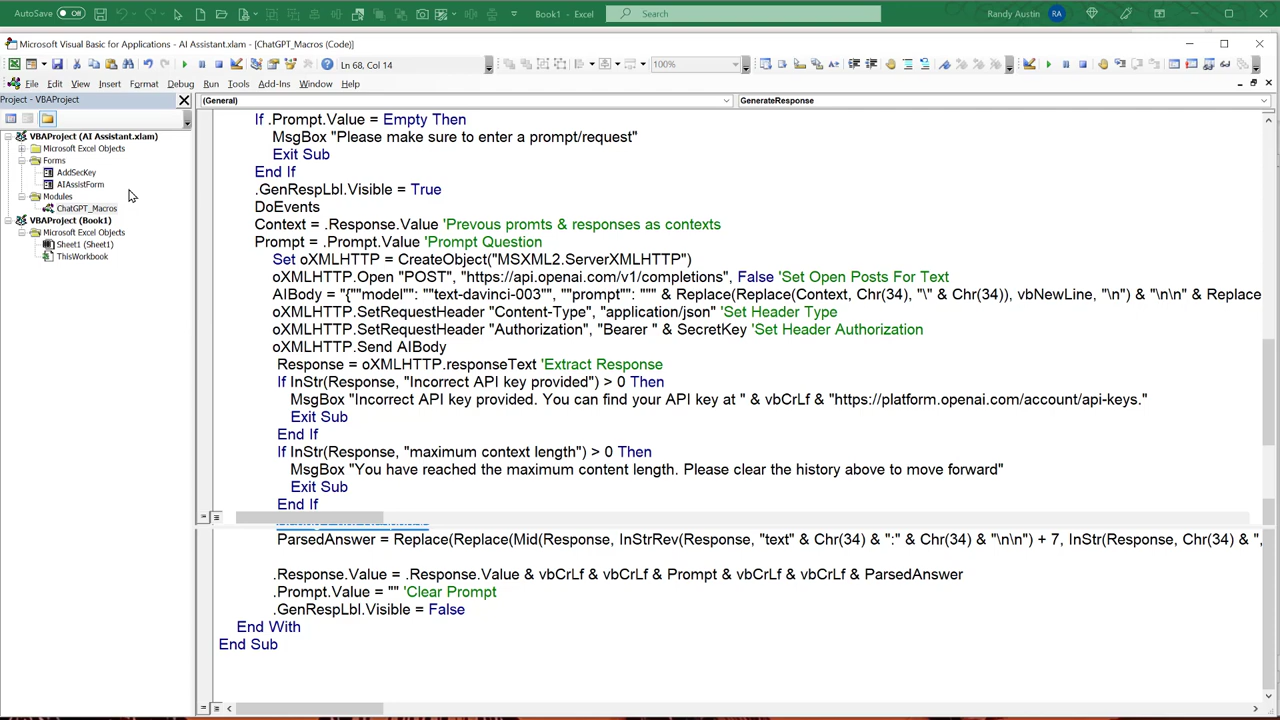 AutoSave Off Book1 - Excel Search Randy Austin RA
Microsoft Visual Basic for Applications - AI Assistant.xlam - [ChatGPT_Macros (Code)]
Ln 68, Col 14 100%
File Edit View Insert Format Debug Run Tools Add-Ins Window Help
Project - VBAProject
VBAProject (AI Assistant.xlam)
Microsoft Excel Objects
Forms
AddSecKey
AIAssistForm
Modules
ChatGPT_Macros
VBAProject (Book1)
Microsoft Excel Objects
Sheet1 (Sheet1)
ThisWorkbook
(General) GenerateResponse
If .Prompt.Value = Empty Then
MsgBox "Please make sure to enter a prompt/request"
Exit Sub
End If
.GenRespLbl.Visible = True
DoEvents
Context = .Response.Value 'Prevous promts & responses as contexts
Prompt = .Prompt.Value 'Prompt Question
Set oXMLHTTP = CreateObject("MSXML2.ServerXMLHTTP")
oXMLHTTP.Open "POST", "https://api.openai.com/v1/completions", False 'Set Open Posts For Text
AIBody = "{""model"": ""text-davinci-003"", ""prompt"": """ & Replace(Replace(Context, Chr(34), "\" & Chr(34)), vbNewLine, "\n") & "\n\n" & Replace
oXMLHTTP.SetRequestHeader "Content-Type", "application/json" 'Set Header Type
oXMLHTTP.SetRequestHeader "Authorization", "Bearer " & SecretKey 'Set Header Authorization
oXMLHTTP.Send AIBody
Response = oXMLHTTP.responseText 'Extract Response
If InStr(Response, "Incorrect API key provided") > 0 Then
MsgBox "Incorrect API key provided. You can find your API key at " & vbCrLf & "https://platform.openai.com/account/api-keys."
Exit Sub
End If
If InStr(Response, "maximum context length") > 0 Then
MsgBox "You have reached the maximum content length. Please clear the history above to move forward"
Exit Sub
End If
ParsedAnswer = Replace(Replace(Mid(Response, InStrRev(Response, "text" & Chr(34) & ":" & Chr(34) & "\n\n") + 7, InStr(Response, Chr(34) & ",
.Response.Value = .Response.Value & vbCrLf & vbCrLf & Prompt & vbCrLf & vbCrLf & ParsedAnswer
.Prompt.Value = "" 'Clear Prompt
.GenRespLbl.Visible = False
End With
End Sub